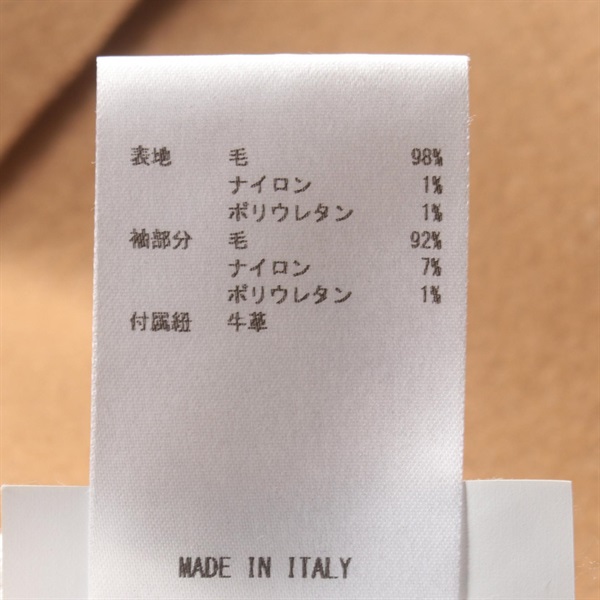 表地 毛 98%
ナイロン 1%
ポリウレタン 1%
袖部分 毛 92%
ナイロン 7%
ポリウレタン 1%
付属紐 牛革
MADE IN ITALY